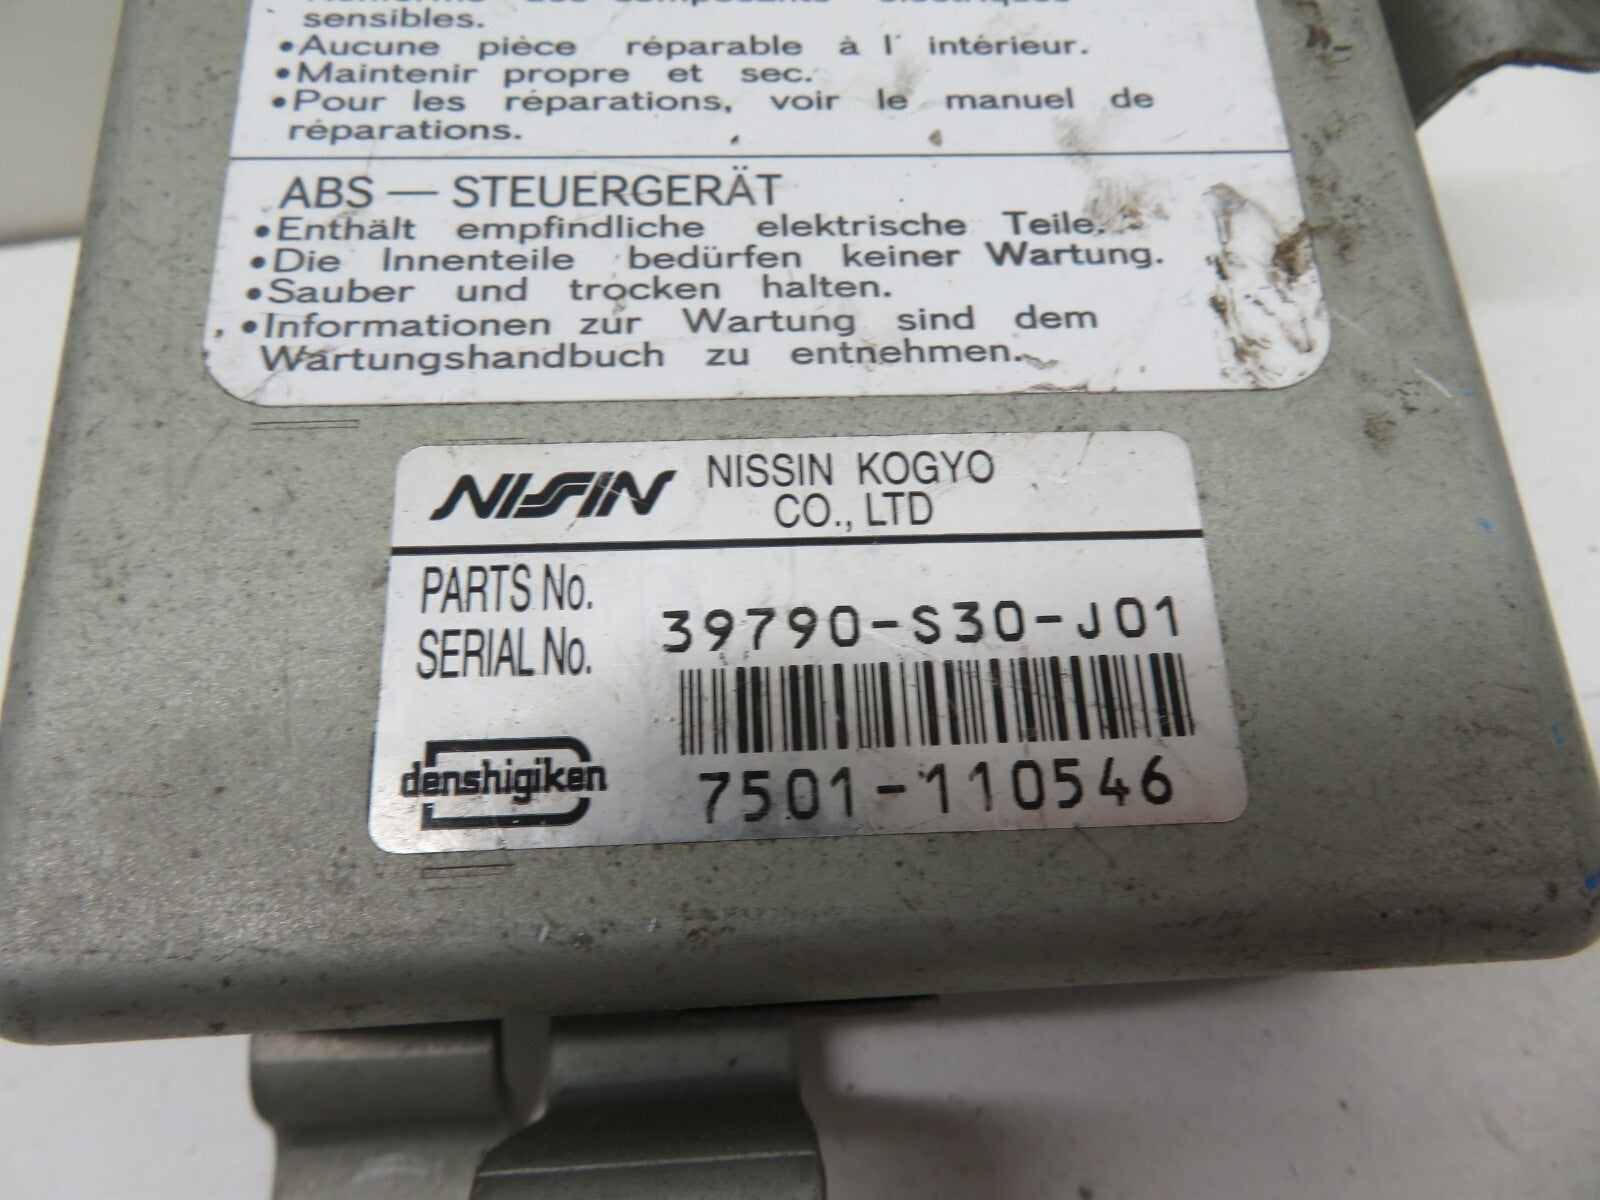 sensibles.
•Aucune pièce réparable à l' intérieur.
•Maintenir propre et sec.
•Pour les réparations, voir le manuel de
réparations.
ABS — STEUERGERÄT
•Enthält empfindliche elektrische Teile.
•Die Innenteile bedürfen keiner Wartung.
•Sauber und trocken halten.
•Informationen zur Wartung sind dem
Wartungshandbuch zu entnehmen.
NISSIN NISSIN KOGYO
CO., LTD
PARTS No.
39790-S30-J01
SERIAL No.
denshigiken
7501-110546